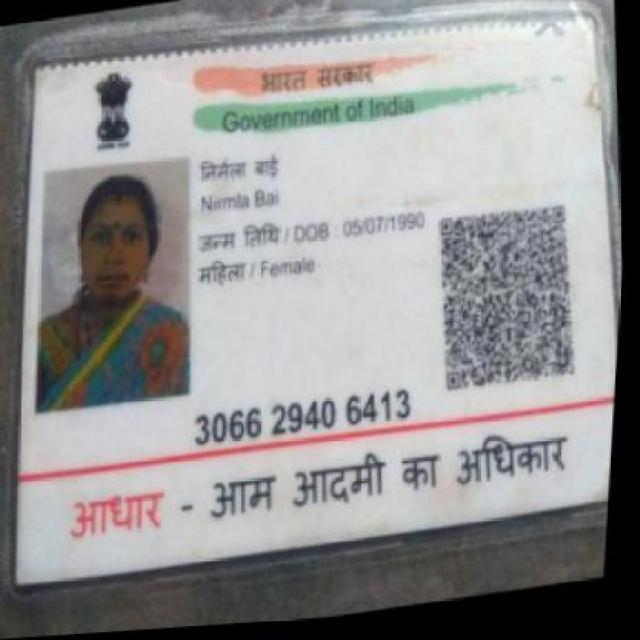 भारत सरकार
Government of India
निर्मला बाई
Nirmla Bai
जन्म तिथि / DOB : 05/07/1990
महिला / Female
3066 2940 6413
आधार - आम आदमी का अधिकार